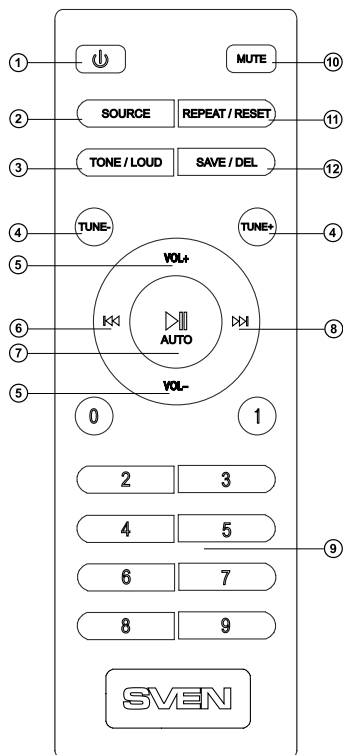 1 MUTE 10
2 SOURCE REPEAT / RESET 11
3 TONE / LOUD SAVE / DEL 12
4 TUNE- TUNE+ 4
5 VOL+
6 8
7 AUTO
5 VOL-
0 1
2 3
4 5
9
6 7
8 9
SVEN